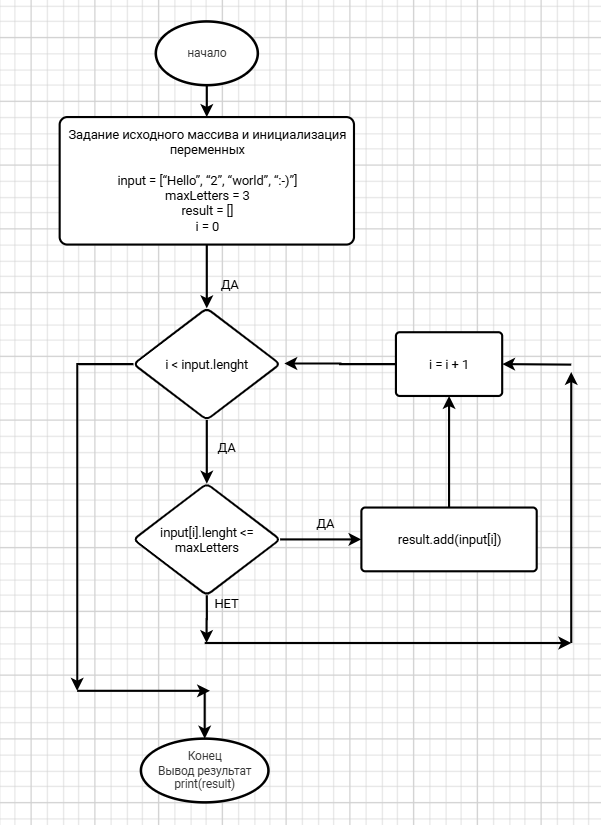 начало
Задание исходного массива и инициализация
переменных
input = [“Hello”, “2”, “world”, “:-)”]
maxLetters = 3
result = []
i = 0
ДА
i < input.lenght
i = i + 1
ДА
input[i].lenght <=
maxLetters
ДА
result.add(input[i])
НЕТ
Конец
Вывод результат
print(result)